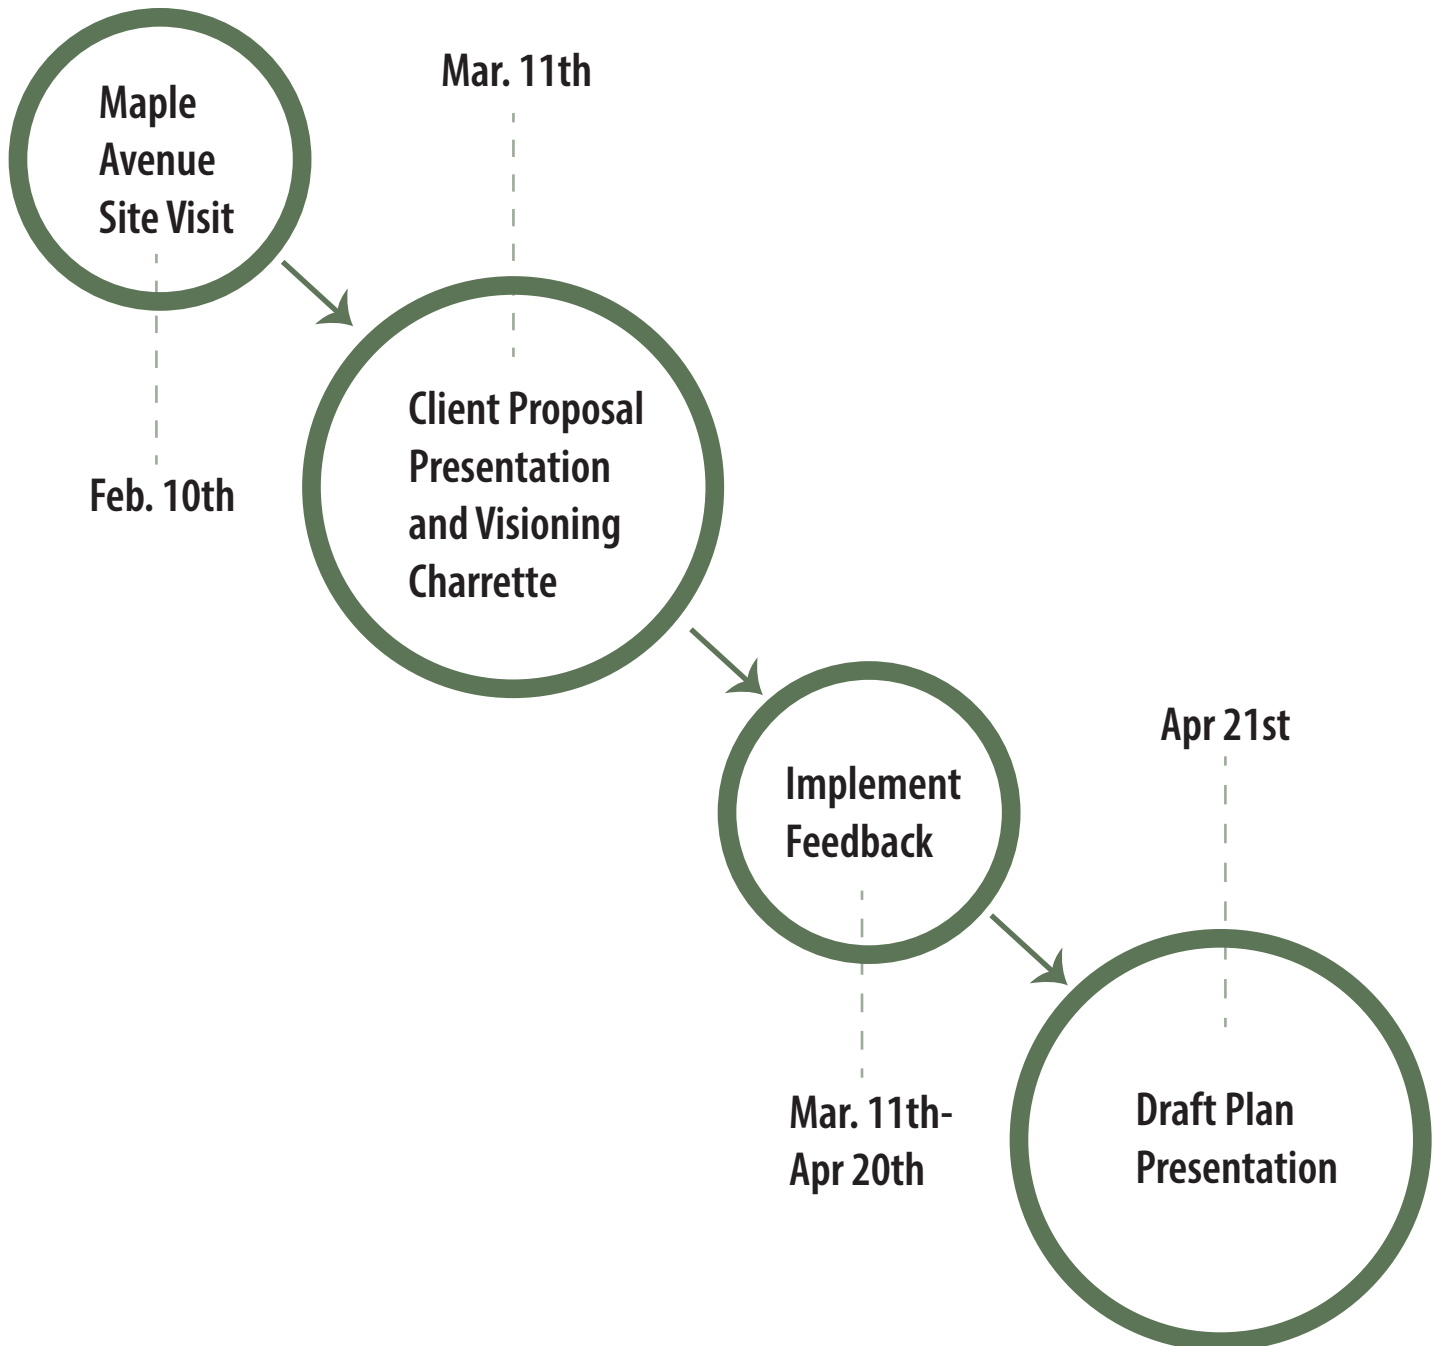 Maple
Avenue
Site Visit
Feb. 10th
Mar. 11th
Client Proposal
Presentation
and Visioning
Charrette
Implement
Feedback
Mar. 11th-
Apr 20th
Apr 21st
Draft Plan
Presentation